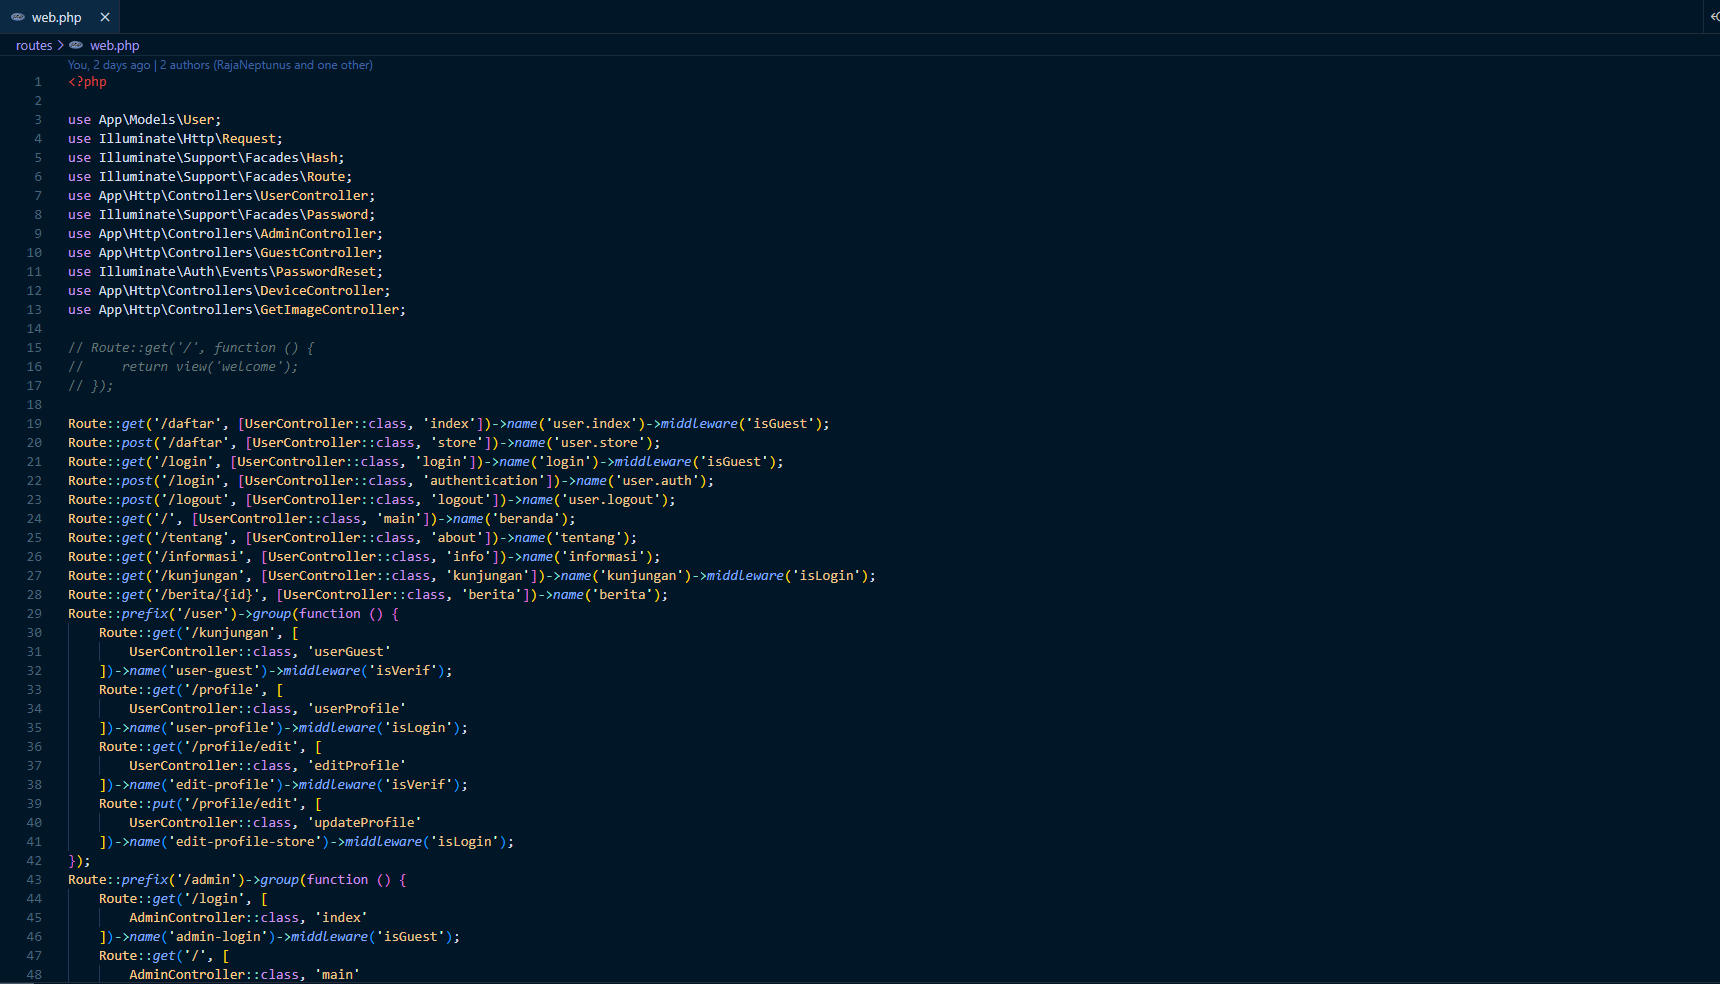 web.php
routes > web.php
You, 2 days ago | 2 authors (RajaNeptunus and one other)
1 <?php
2
3 use App\Models\User;
4 use Illuminate\Http\Request;
5 use Illuminate\Support\Facades\Hash;
6 use Illuminate\Support\Facades\Route;
7 use App\Http\Controllers\UserController;
8 use Illuminate\Support\Facades\Password;
9 use App\Http\Controllers\AdminController;
10 use App\Http\Controllers\GuestController;
11 use Illuminate\Auth\Events\PasswordReset;
12 use App\Http\Controllers\DeviceController;
13 use App\Http\Controllers\GetImageController;
14
15 // Route::get('/', function () {
16 //     return view('welcome');
17 // });
18
19 Route::get('/daftar', [UserController::class, 'index'])->name('user.index')->middleware('isGuest');
20 Route::post('/daftar', [UserController::class, 'store'])->name('user.store');
21 Route::get('/login', [UserController::class, 'login'])->name('login')->middleware('isGuest');
22 Route::post('/login', [UserController::class, 'authentication'])->name('user.auth');
23 Route::post('/logout', [UserController::class, 'logout'])->name('user.logout');
24 Route::get('/', [UserController::class, 'main'])->name('beranda');
25 Route::get('/tentang', [UserController::class, 'about'])->name('tentang');
26 Route::get('/informasi', [UserController::class, 'info'])->name('informasi');
27 Route::get('/kunjungan', [UserController::class, 'kunjungan'])->name('kunjungan')->middleware('isLogin');
28 Route::get('/berita/{id}', [UserController::class, 'berita'])->name('berita');
29 Route::prefix('/user')->group(function () {
30     Route::get('/kunjungan', [
31         UserController::class, 'userGuest'
32     ])->name('user-guest')->middleware('isVerif');
33     Route::get('/profile', [
34         UserController::class, 'userProfile'
35     ])->name('user-profile')->middleware('isLogin');
36     Route::get('/profile/edit', [
37         UserController::class, 'editProfile'
38     ])->name('edit-profile')->middleware('isVerif');
39     Route::put('/profile/edit', [
40         UserController::class, 'updateProfile'
41     ])->name('edit-profile-store')->middleware('isLogin');
42 });
43 Route::prefix('/admin')->group(function () {
44     Route::get('/login', [
45         AdminController::class, 'index'
46     ])->name('admin-login')->middleware('isGuest');
47     Route::get('/', [
48         AdminController::class, 'main'